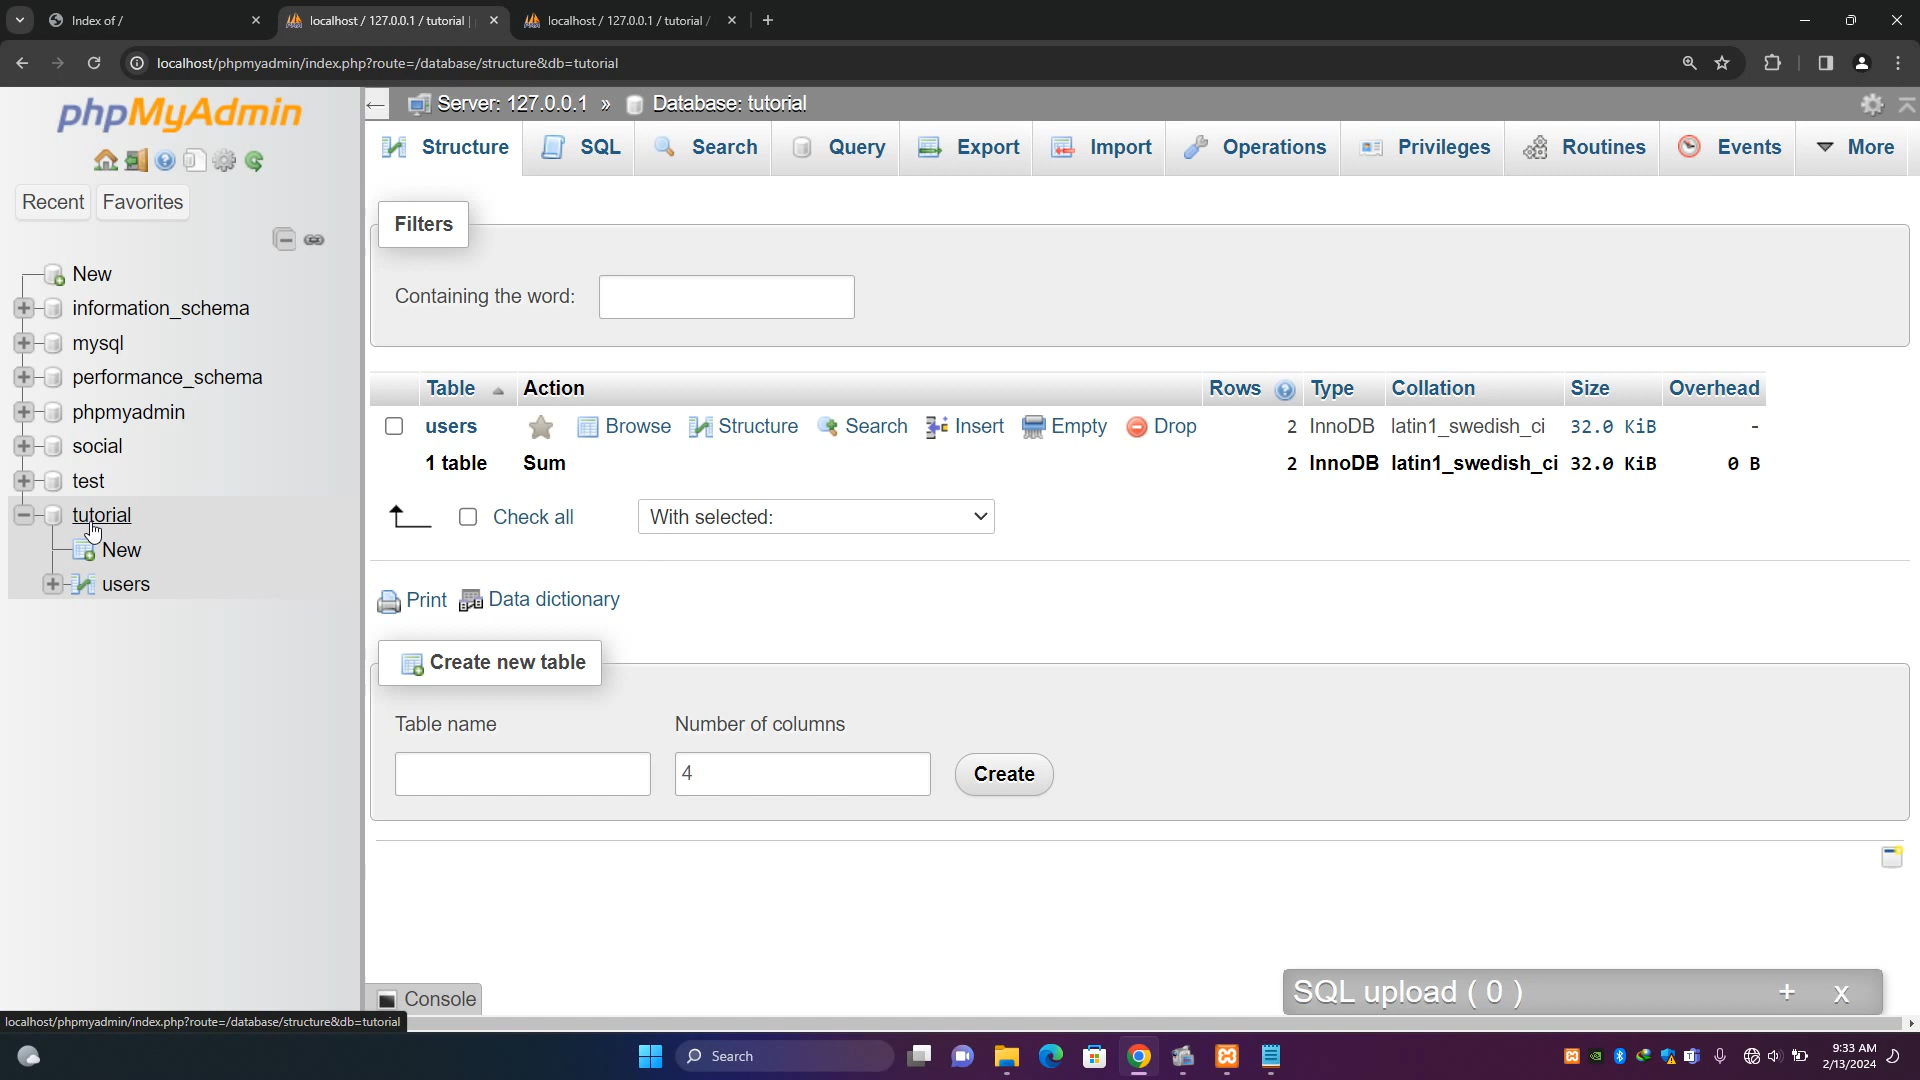 Index of /
localhost / 127.0.0.1 / tutorial |
localhost / 127.0.0.1 / tutorial /
localhost/phpmyadmin/index.php?route=/database/structure&db=tutorial
phpMyAdmin
Recent
Favorites
New
information_schema
mysql
performance_schema
phpmyadmin
social
test
tutorial
New
users
Server: 127.0.0.1 » Database: tutorial
Structure SQL Search Query Export Import Operations Privileges Routines Events More
Filters
Containing the word:
Table Action Rows Type Collation Size Overhead
users Browse Structure Search Insert Empty Drop 2 InnoDB latin1_swedish_ci 32.0 KiB -
1 table Sum 2 InnoDB latin1_swedish_ci 32.0 KiB 0 B
Check all With selected:
Print Data dictionary
Create new table
Table name Number of columns
4 Create
Console
SQL upload ( 0 ) + x
localhost/phpmyadmin/index.php?route=/database/structure&db=tutorial
Search
9:33 AM
2/13/2024